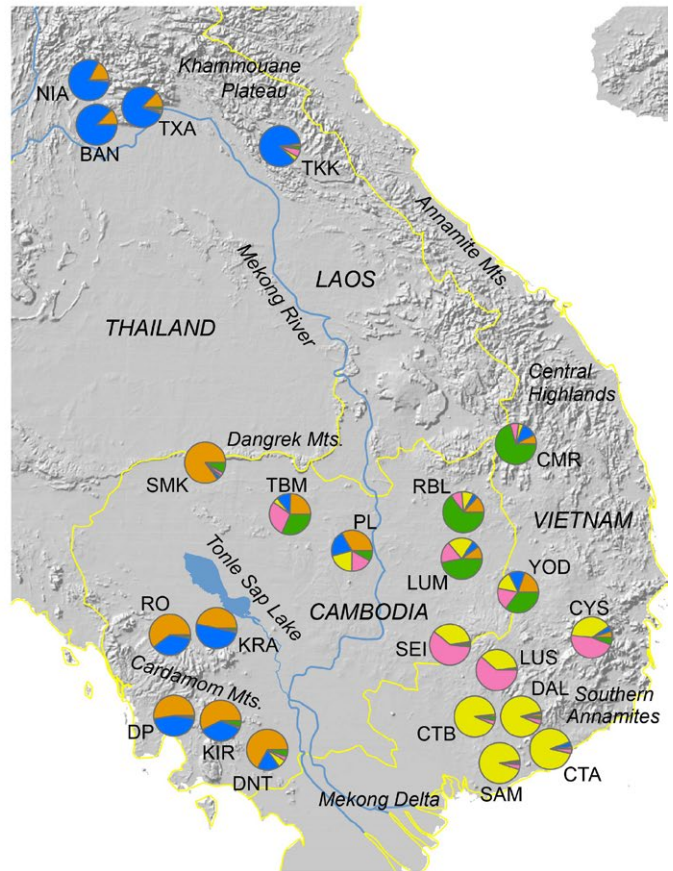 Khammouane
Plateau
NIA
TXA
BAN
TKK
Annamite Mts.
LAOS
Mekong River
THAILAND
Central
Highlands
Dangrek Mts.
CMR
SMK
TBM
RBL
PL
VIETNAM
LUM
YOD
Tonle Sap Lake
RO
CAMBODIA
CYS
KRA
SEI
LUS
Cardamom Mts.
DAL
Southern
Annamites
DP
KIR
CTB
DNT
CTA
SAM
Mekong Delta